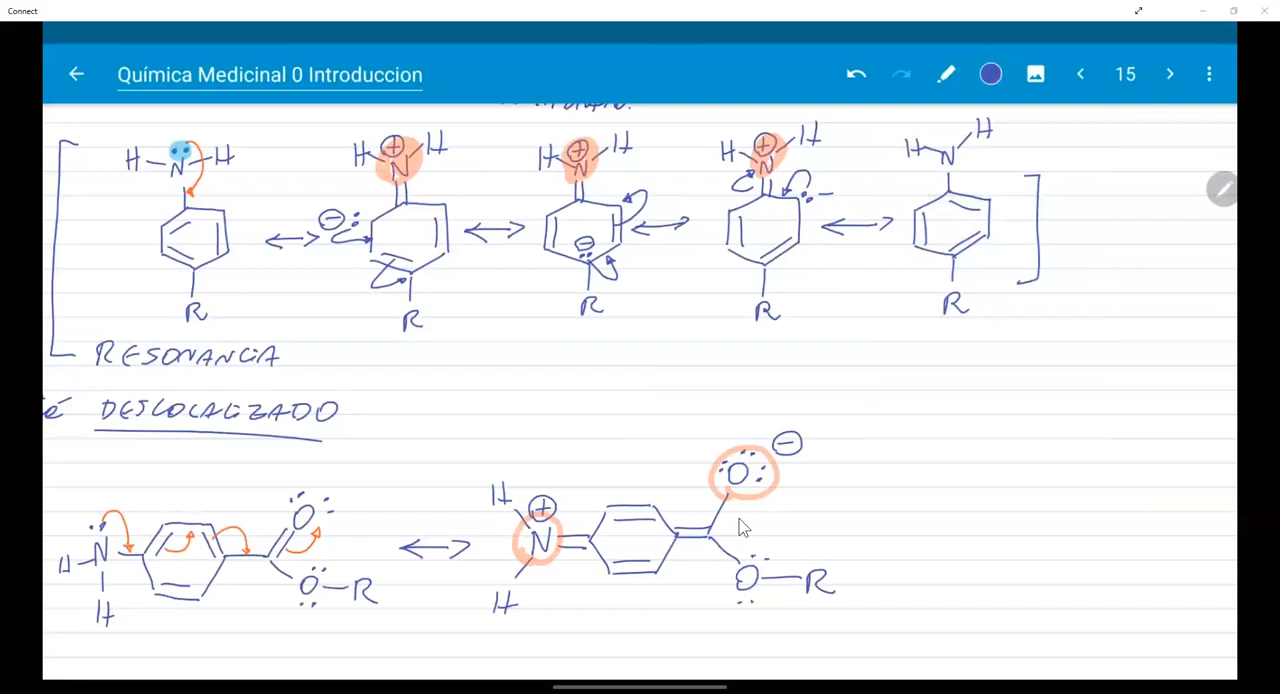 Connect
Química Medicinal 0 Introduccion 15
H N H H N H H N H H N H H N H
R R R R R
RESONANCIA
é DESLOCALIZADO
H N H O O R H N H O O R